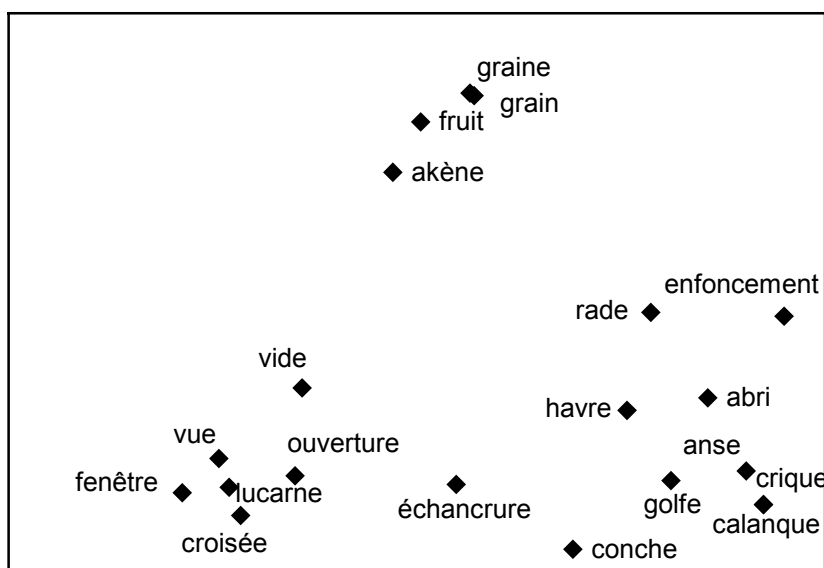 graine
grain
fruit
akène
enfoncement
rade
vide
abri
havre
vue
ouverture
anse
crique
fenêtre
lucarne
échancrure
golfe
calanque
croisée
conche